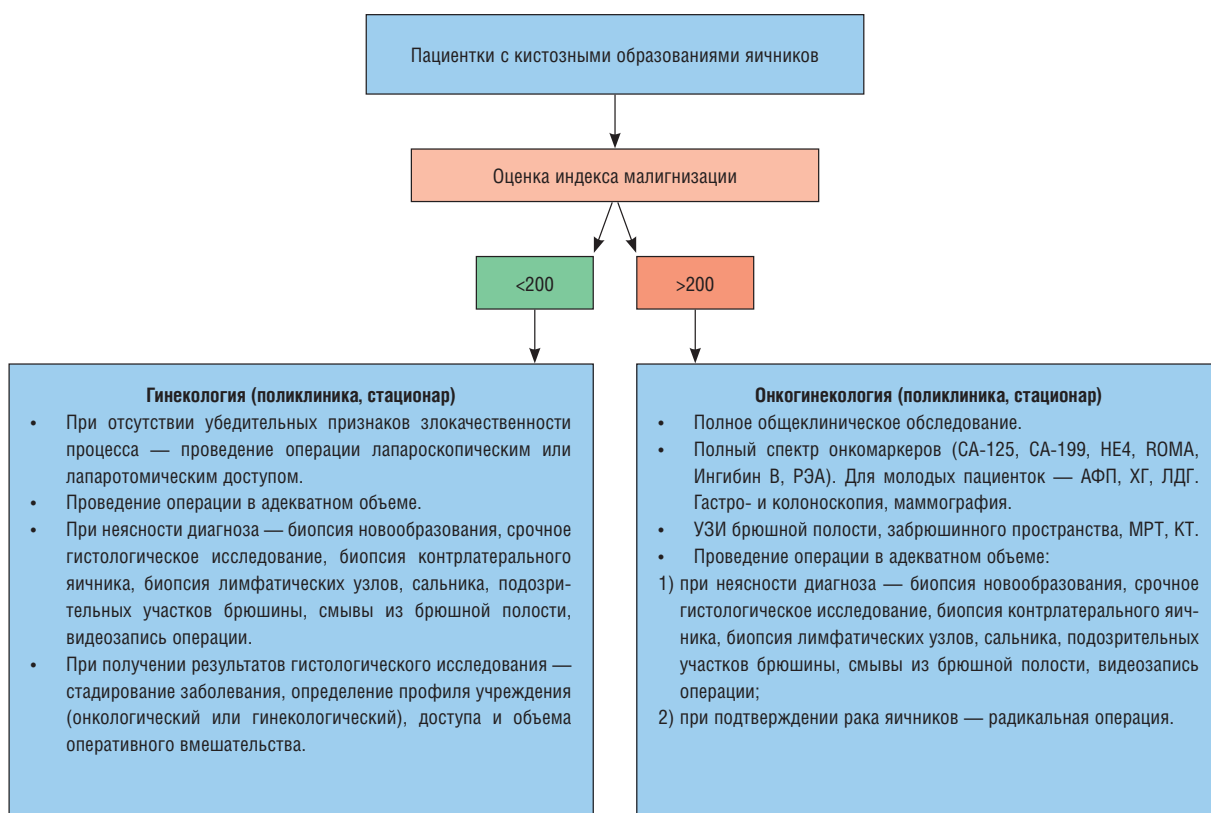 Пациентки с кистозными образованиями яичников
Оценка индекса малигнизации
<200
>200
Гинекология (поликлиника, стационар)
• При отсутствии убедительных признаков злокачественности
процесса — проведение операции лапароскопическим или
лапаротомическим доступом.
• Проведение операции в адекватном объеме.
• При неясности диагноза — биопсия новообразования, срочное
гистологическое исследование, биопсия контрлатерального
яичника, биопсия лимфатических узлов, сальника, подозри-
тельных участков брюшины, смывы из брюшной полости,
видеозапись операции.
• При получении результатов гистологического исследования —
стадирование заболевания, определение профиля учреждения
(онкологический или гинекологический), доступа и объема
оперативного вмешательства.
Онкогинекология (поликлиника, стационар)
• Полное общеклиническое обследование.
• Полный спектр онкомаркеров (СА-125, СА-199, НЕ4, ROMA,
Ингибин В, РЭА). Для молодых пациенток — АФП, ХГ, ЛДГ.
Гастро- и колоноскопия, маммография.
• УЗИ брюшной полости, забрюшинного пространства, МРТ, КТ.
• Проведение операции в адекватном объеме:
1) при неясности диагноза — биопсия новообразования, срочное
гистологическое исследование, биопсия контрлатерального яич-
ника, биопсия лимфатических узлов, сальника, подозрительных
участков брюшины, смывы из брюшной полости, видеозапись
операции;
2) при подтверждении рака яичников — радикальная операция.